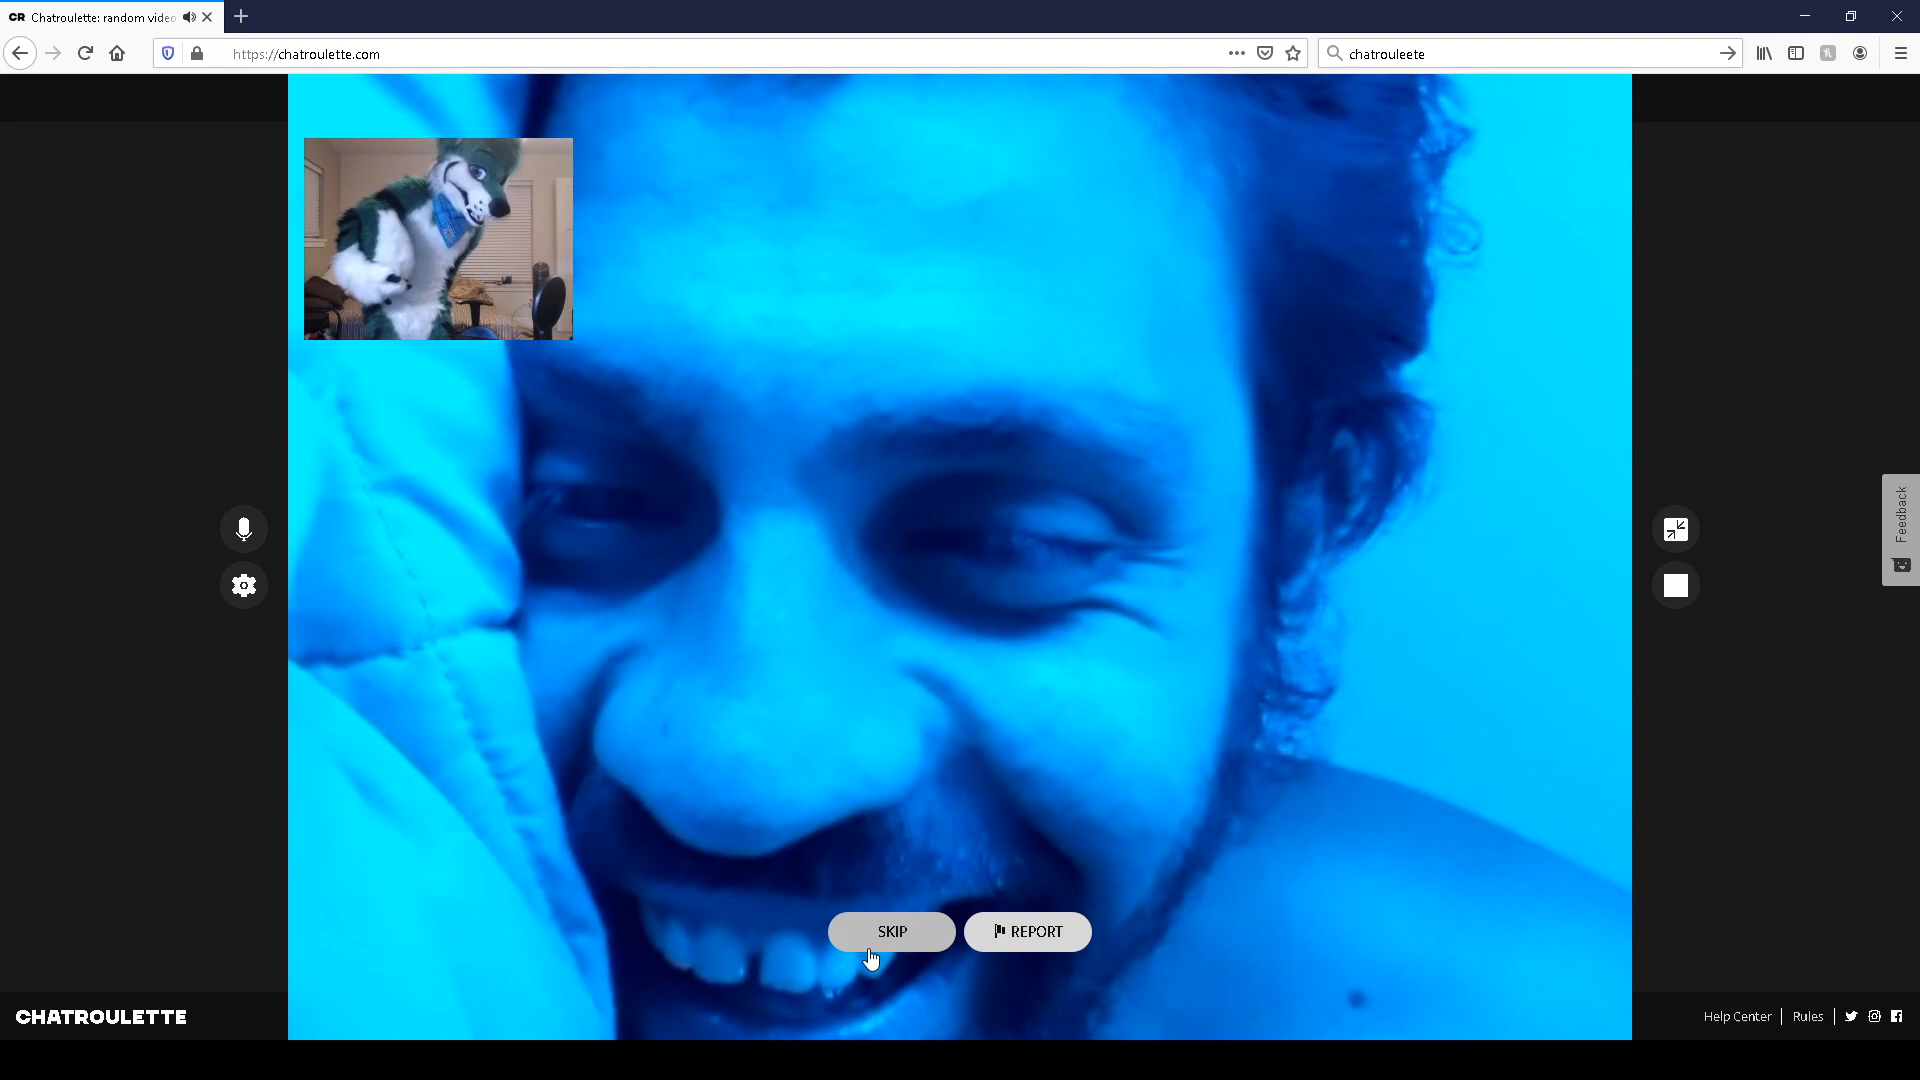 CR Chatroulette: random video
https://chatroulette.com
chatrouleete
Feedback
SKIP
REPORT
CHATROULETTE
Help Center
Rules